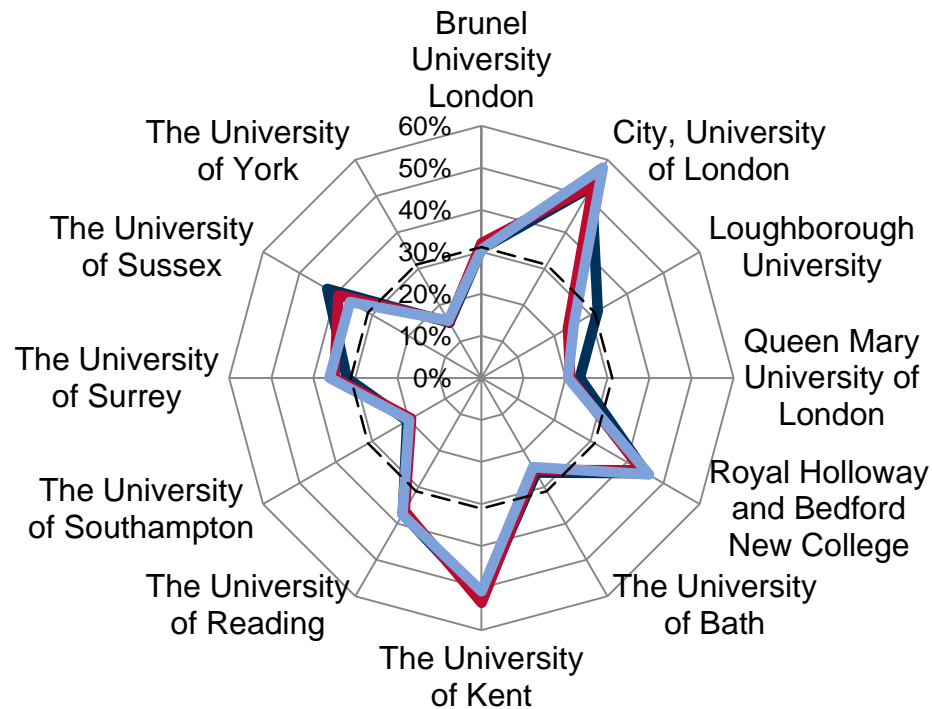 Brunel
University
London
60%
50%
40%
30%
20%
10%
0%
City, University
of London
Loughborough
University
Queen Mary
University of
London
Royal Holloway
and Bedford
New College
The University
of Bath
The University
of Kent
The University
of Reading
The University
of Southampton
The University
of Surrey
The University
of Sussex
The University
of York